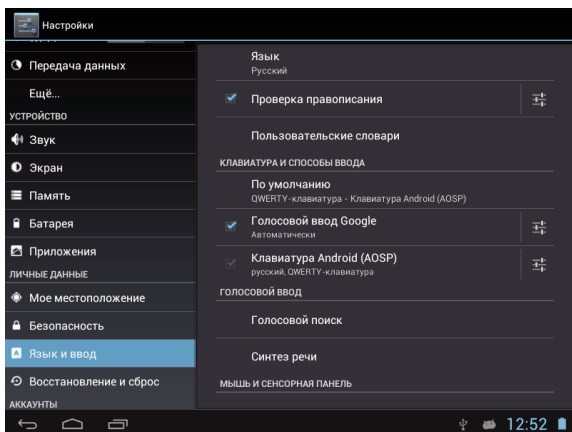 Настройки
Передача данных
Ещё...
УСТРОЙСТВО
Звук
Экран
Память
Батарея
Приложения
ЛИЧНЫЕ ДАННЫЕ
Мое местоположение
Безопасность
Язык и ввод
Восстановление и сброс
АККАУНТЫ
Язык
Русский
Проверка правописания
Пользовательские словари
КЛАВИАТУРА И СПОСОБЫ ВВОДА
По умолчанию
QWERTY-клавиатура - Клавиатура Android (AOSP)
Голосовой ввод Google
Автоматически
Клавиатура Android (AOSP)
русский, QWERTY-клавиатура
ГОЛОСОВОЙ ВВОД
Голосовой поиск
Синтез речи
МЫШЬ И СЕНСОРНАЯ ПАНЕЛЬ
12:52